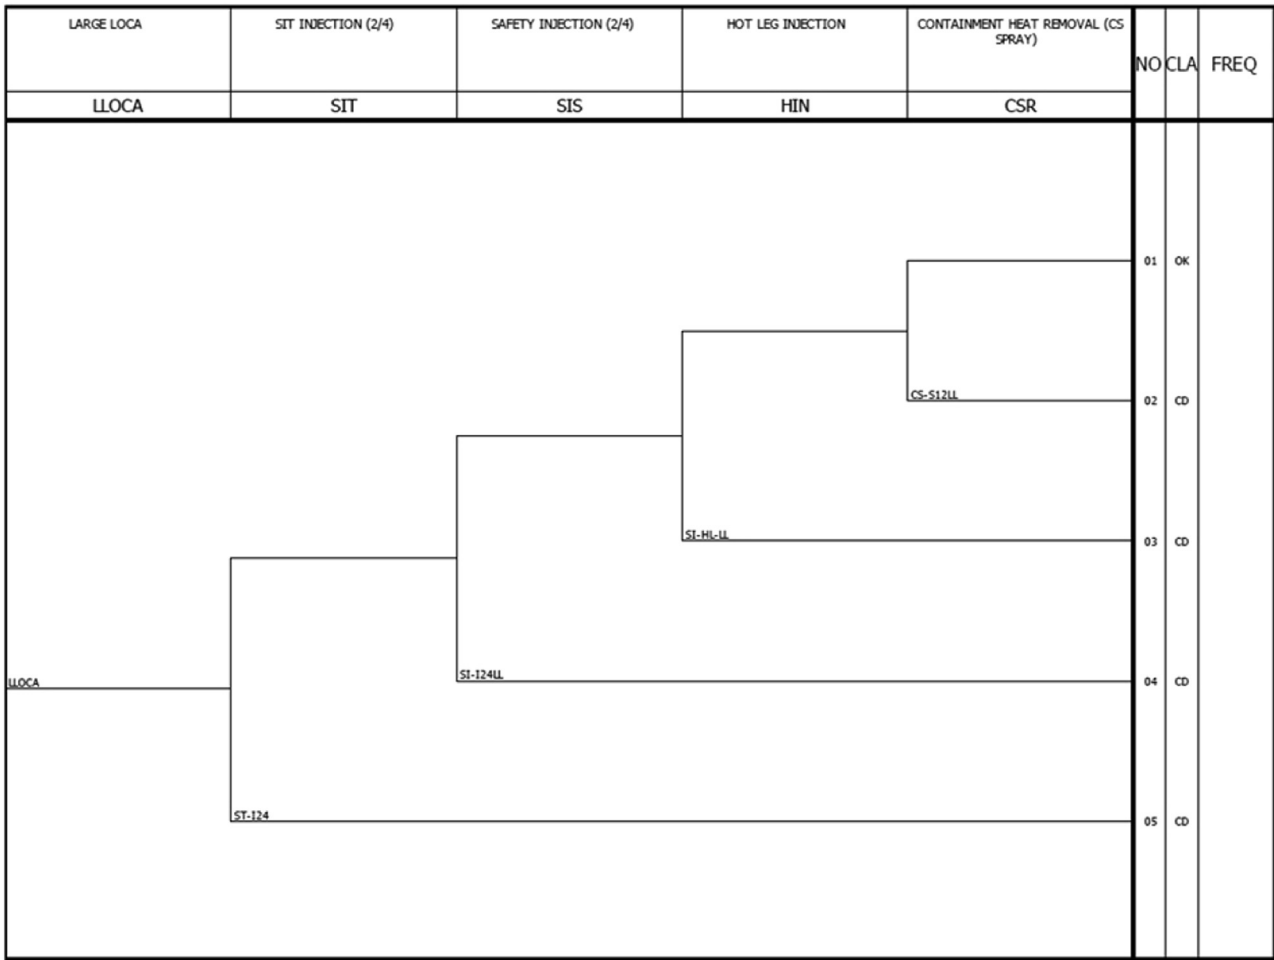 LARGE LOCA
SIT INJECTION (2/4)
SAFETY INJECTION (2/4)
HOT LEG INJECTION
CONTAINMENT HEAT REMOVAL (CS
SPRAY)
NO
CLA
FREQ
LLOCA
SIT
SIS
HIN
CSR
01 OK
CS-S12LL
02 CD
SI-HL-LL
03 CD
SI-I24LL
04 CD
LLOCA
ST-I24
05 CD